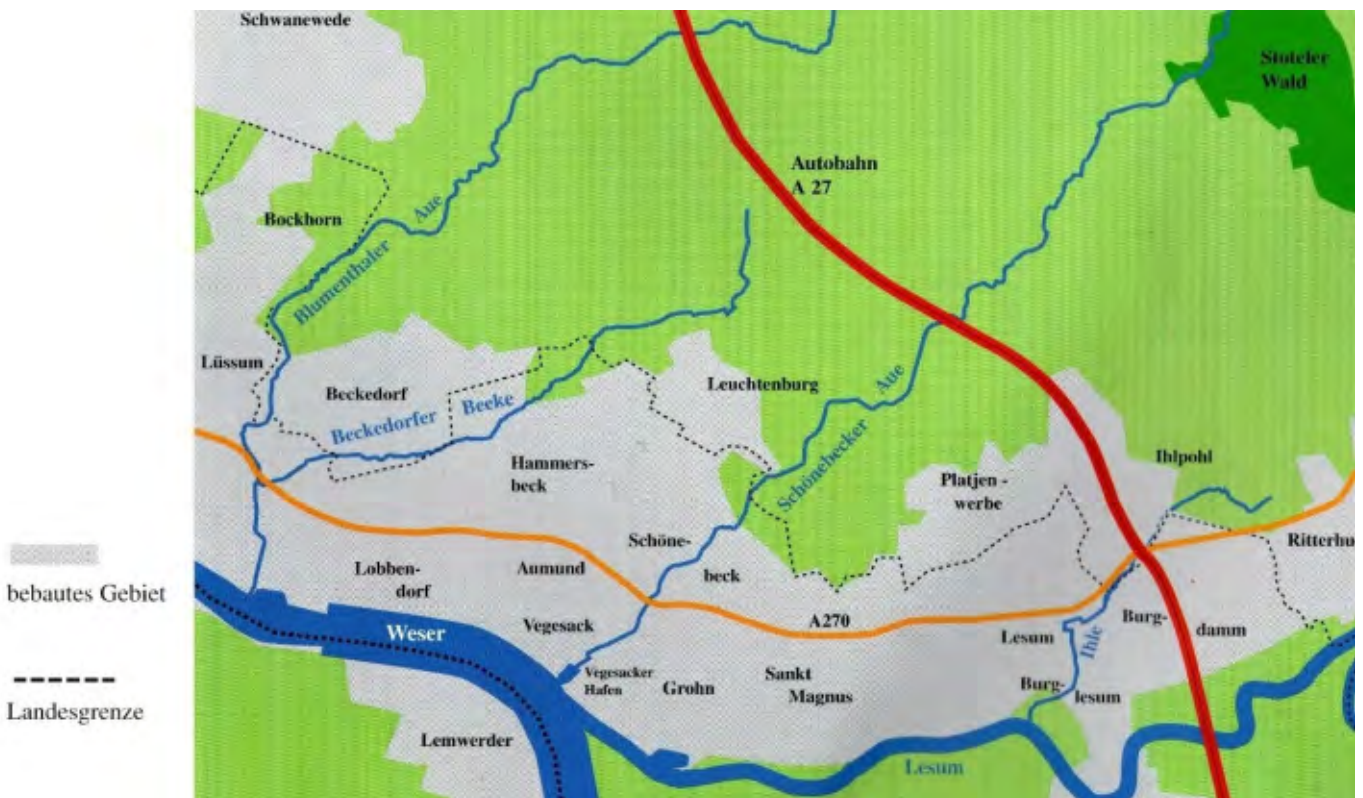 Schwanewede
Stoteler
Wald
Autobahn
A 27
Bockhorn
Blumenthaler
Aue
Lüssum
Beckedorf
Beckedorfer
Beeke
Leuchtenburg
Schönebecker
Aue
Hammers-
beck
Platjen -
werbe
Ihlpohl
Ritterhu
Schöne-
beck
bebautes Gebiet
Lobben-
dorf
Aumund
A270
Vegesack
Weser
Lesum
Burg-
damm
Ihle
Vegesacker
Hafen
Grohn
Sankt
Magnus
Burg-
lesum
Landesgrenze
Lemwerder
Lesum